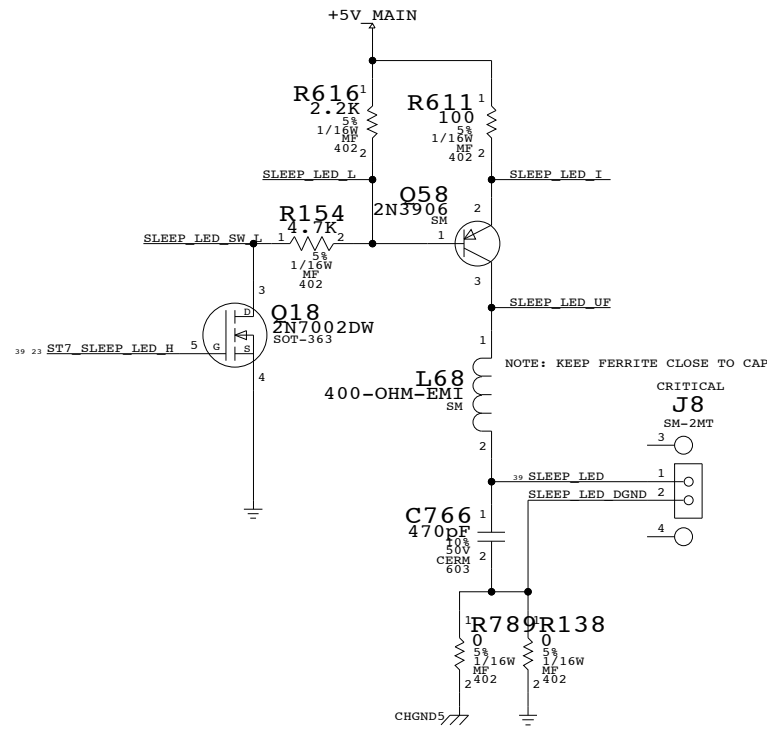 +5V_MAIN
R616
2.2K
5%
1/16W
MF
402
1
2
R611
100
5%
1/16W
MF
402
1
2
SLEEP_LED_L
SLEEP_LED_I
Q58
2N3906
SM
1
2
3
R154
4.7K
5%
1/16W
MF
402
1
2
SLEEP_LED_SW_L
Q18
2N7002DW
SOT-363
3
D
5
G
S
4
39 23 ST7_SLEEP_LED_H
SLEEP_LED_UF
1
L68
400-OHM-EMI
SM
2
NOTE: KEEP FERRITE CLOSE TO CAP
CRITICAL
J8
SM-2MT
3
39 SLEEP_LED 1
SLEEP_LED_DGND 2
4
C766
470pF
10%
50V
CERM
603
1
2
R789
0
5%
1/16W
MF
402
1
2
R138
0
5%
1/16W
MF
402
1
2
CHGND5